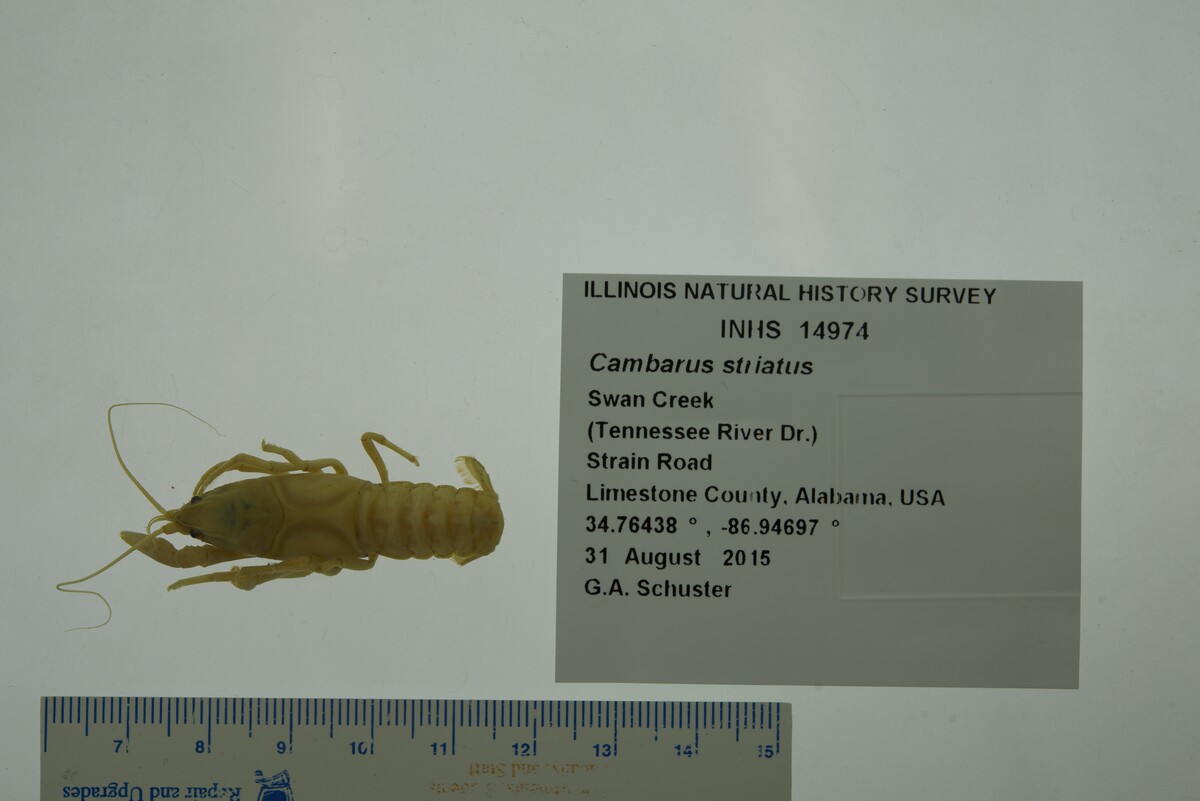 ILLINOIS NATURAL HISTORY SURVEY
INHS 14974
Cambarus striatus
Swan Creek
(Tennessee River Dr.)
Strain Road
Limestone County, Alabama, USA
34.76438 ° , -86.94697 °
31 August 2015
G.A. Schuster
7 8 9 10 11 12 13 14 15
and Staff
Repair and Upgrades